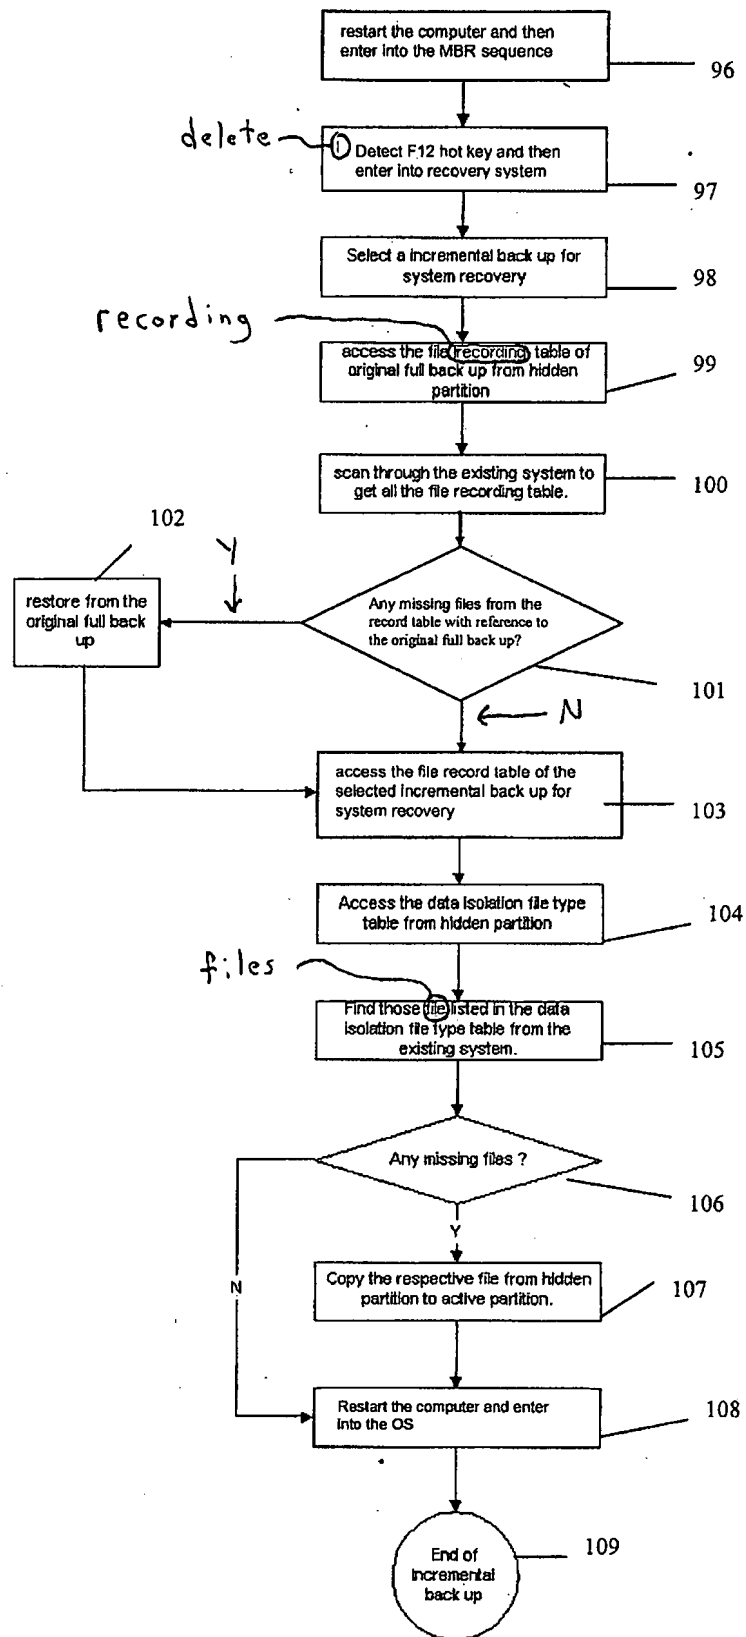 restart the computer and then
enter into the MBR sequence
96
delete
Detect F12 hot key and then
enter into recovery system
97
Select a incremental back up for
system recovery
98
recording
access the file recording table of
original full back up from hidden
partition
99
scan through the existing system to
get all the file recording table.
100
102
Y
restore from the
original full back
up
Any missing files from the
record table with reference to
the original full back up?
101
N
access the file record table of the
selected incremental back up for
system recovery
103
Access the data isolation file type
table from hidden partition
104
files
Find those file listed in the data
isolation file type table from the
existing system.
105
Any missing files ?
106
Y
N
Copy the respective file from hidden
partition to active partition.
107
Restart the computer and enter
into the OS
108
End of
incremental
back up
109